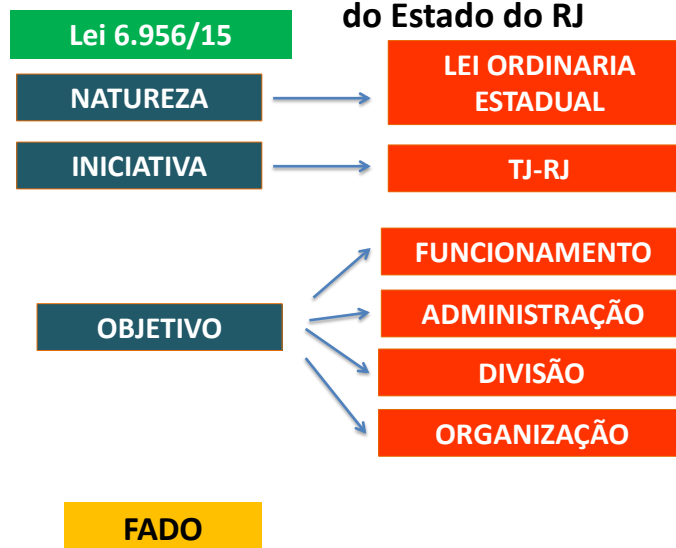 do Estado do RJ
Lei 6.956/15
NATUREZA
LEI ORDINARIA
ESTADUAL
INICIATIVA
TJ-RJ
OBJETIVO
FUNCIONAMENTO
ADMINISTRAÇÃO
DIVISÃO
ORGANIZAÇÃO
FADO